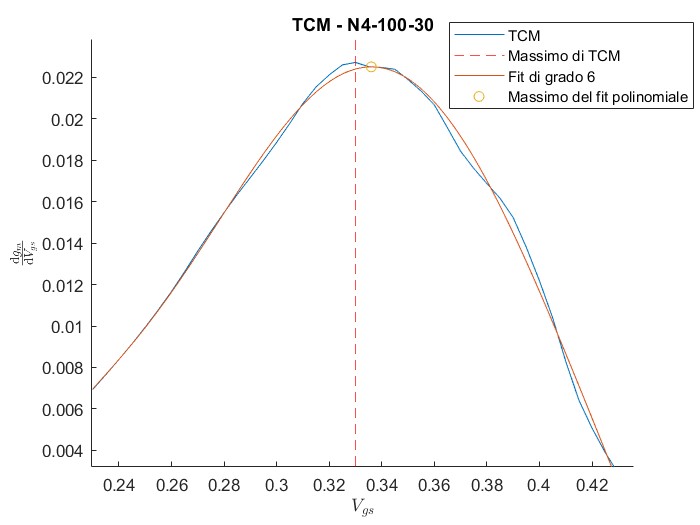 TCM - N4-100-30
TCM
Massimo di TCM
Fit di grado 6
Massimo del fit polinomiale
0.022
0.02
0.018
0.016
0.014
0.012
0.01
0.008
0.006
0.004
dg_m
dV_gs
0.24 0.26 0.28 0.3 0.32 0.34 0.36 0.38 0.4 0.42
V_gs